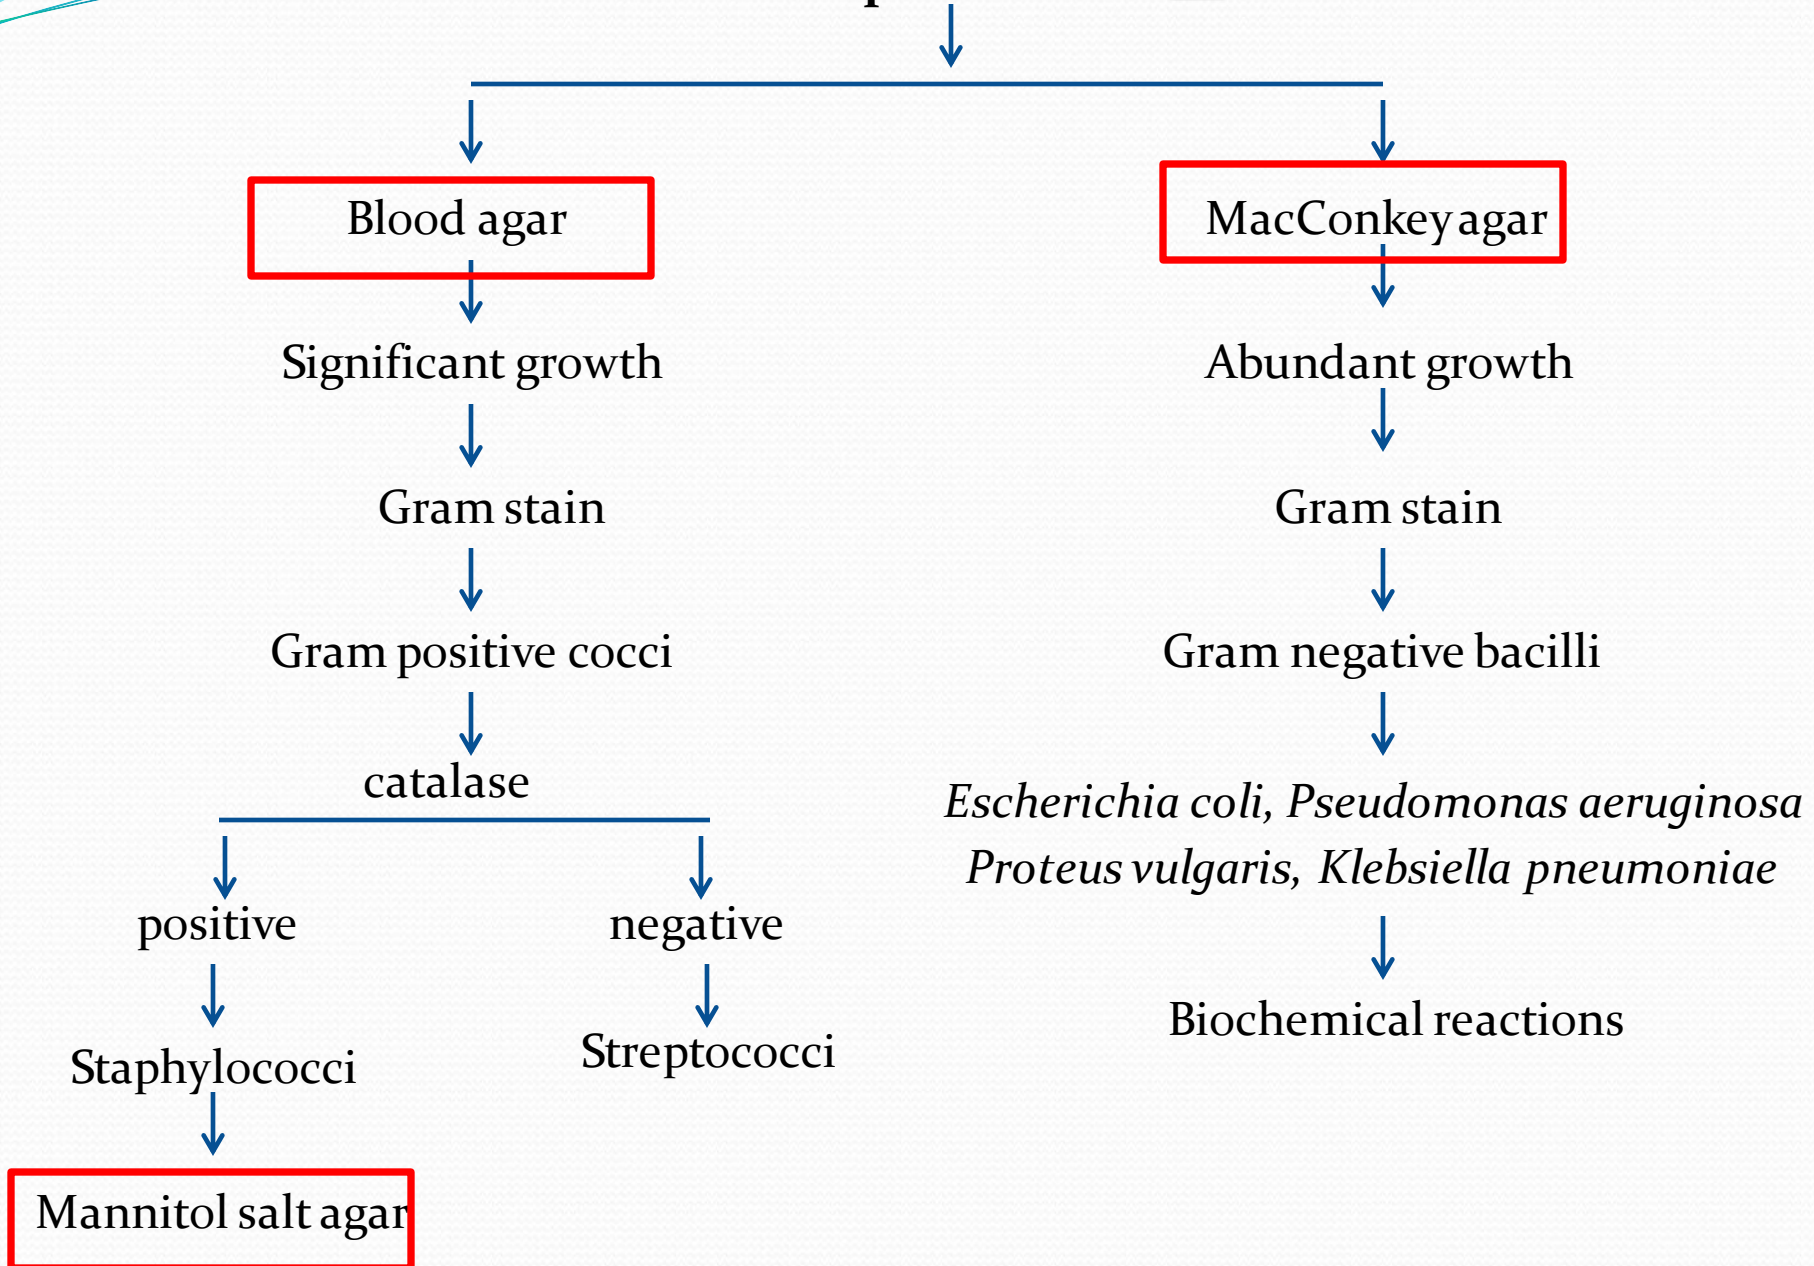 Blood agar
MacConkey agar
Significant growth
Abundant growth
Gram stain
Gram stain
Gram positive cocci
Gram negative bacilli
catalase
Escherichia coli, Pseudomonas aeruginosa
Proteus vulgaris, Klebsiella pneumoniae
positive
negative
Biochemical reactions
Staphylococci
Streptococci
Mannitol salt agar